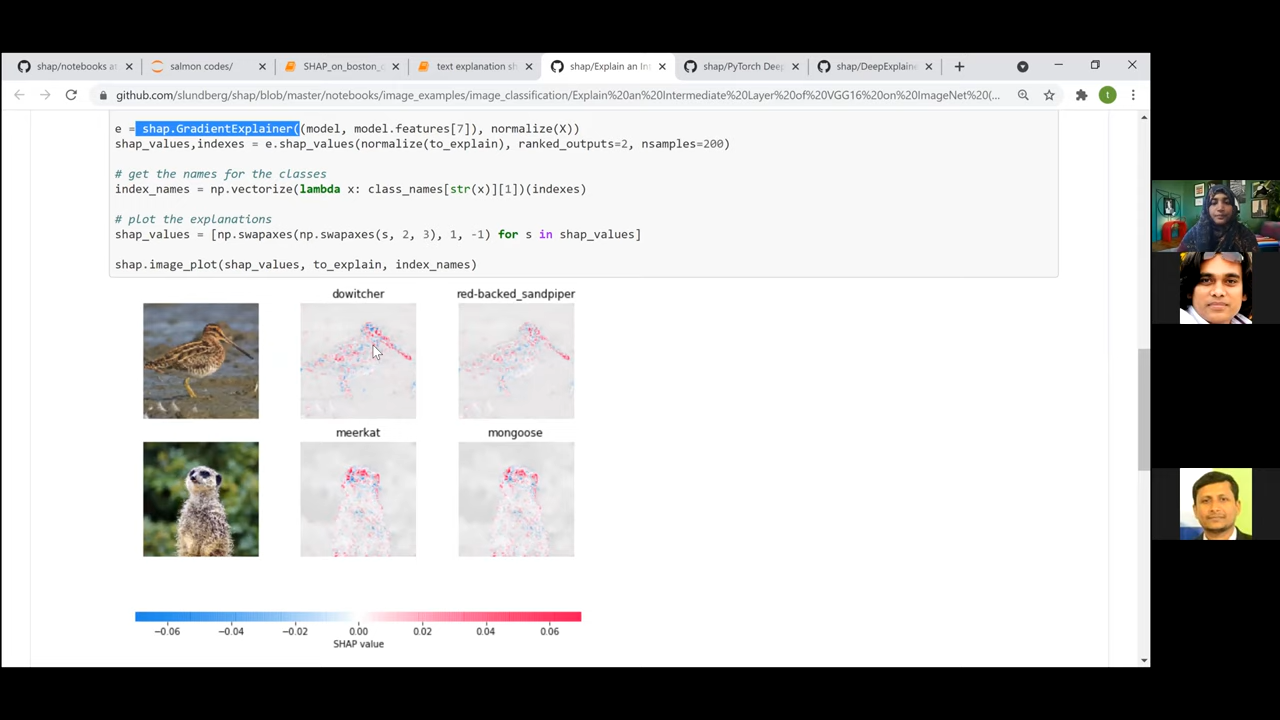 shap/notebooks a
salmon codes/
SHAP_on_boston_
text explanation sh
shap/Explain an In
shap/PyTorch Dee
shap/DeepExplaine
github.com/slundberg/shap/blob/master/notebooks/image_examples/image_classification/Explain%20an%20Intermediate%20Layer%20of%20VGG16%20on%20ImageNet%20(...
t
e = shap.GradientExplainer((model, model.features[7]), normalize(X))
shap_values,indexes = e.shap_values(normalize(to_explain), ranked_outputs=2, nsamples=200)
# get the names for the classes
index_names = np.vectorize(lambda x: class_names[str(x)][1])(indexes)
# plot the explanations
shap_values = [np.swapaxes(np.swapaxes(s, 2, 3), 1, -1) for s in shap_values]
shap.image_plot(shap_values, to_explain, index_names)
dowitcher
red-backed_sandpiper
meerkat
mongoose
−0.06 −0.04 −0.02 0.00 0.02 0.04 0.06
SHAP value